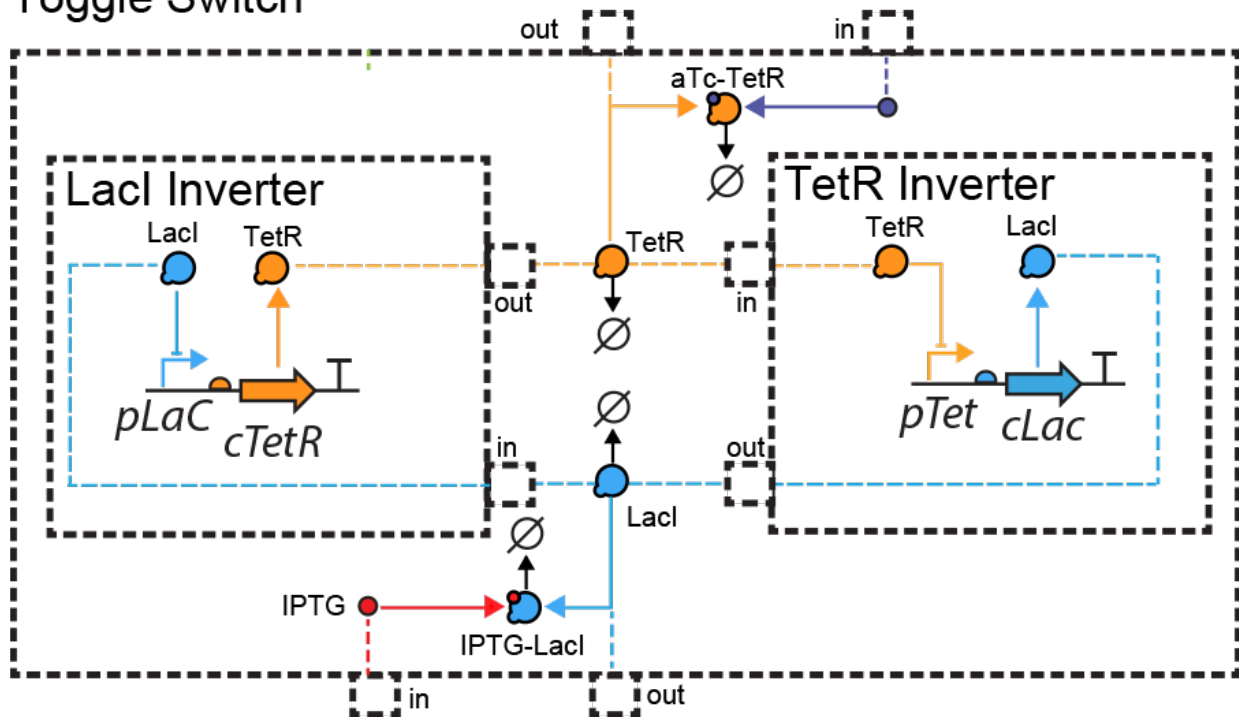 Toggle Switch
out
in
aTc-TetR
LacI Inverter
TetR Inverter
LacI
TetR
TetR
TetR
LacI
out
in
pLaC
cTetR
pTet
cLac
in
out
LacI
IPTG
IPTG-LacI
in
out